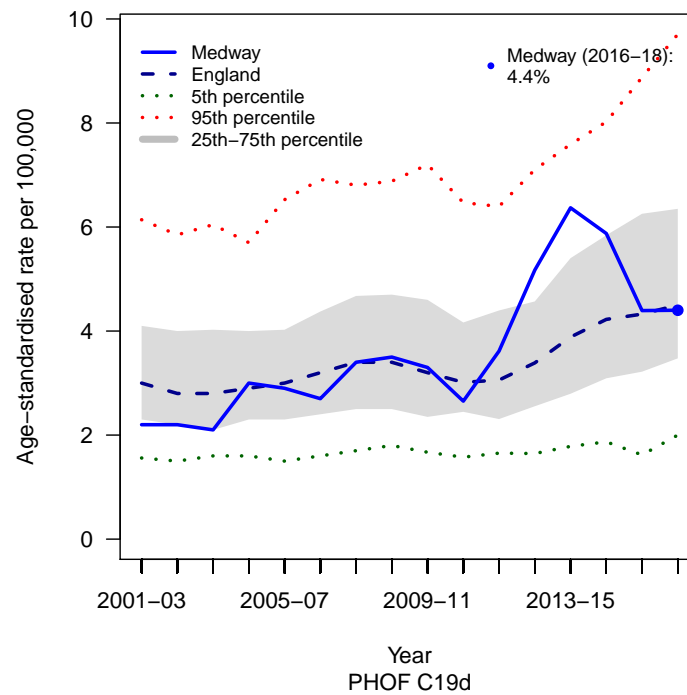 10
8
6
4
2
0
Age−standardised rate per 100,000
Medway
England
5th percentile
95th percentile
25th−75th percentile
Medway (2016−18):
4.4%
2001−03
2005−07
2009−11
2013−15
Year
PHOF C19d